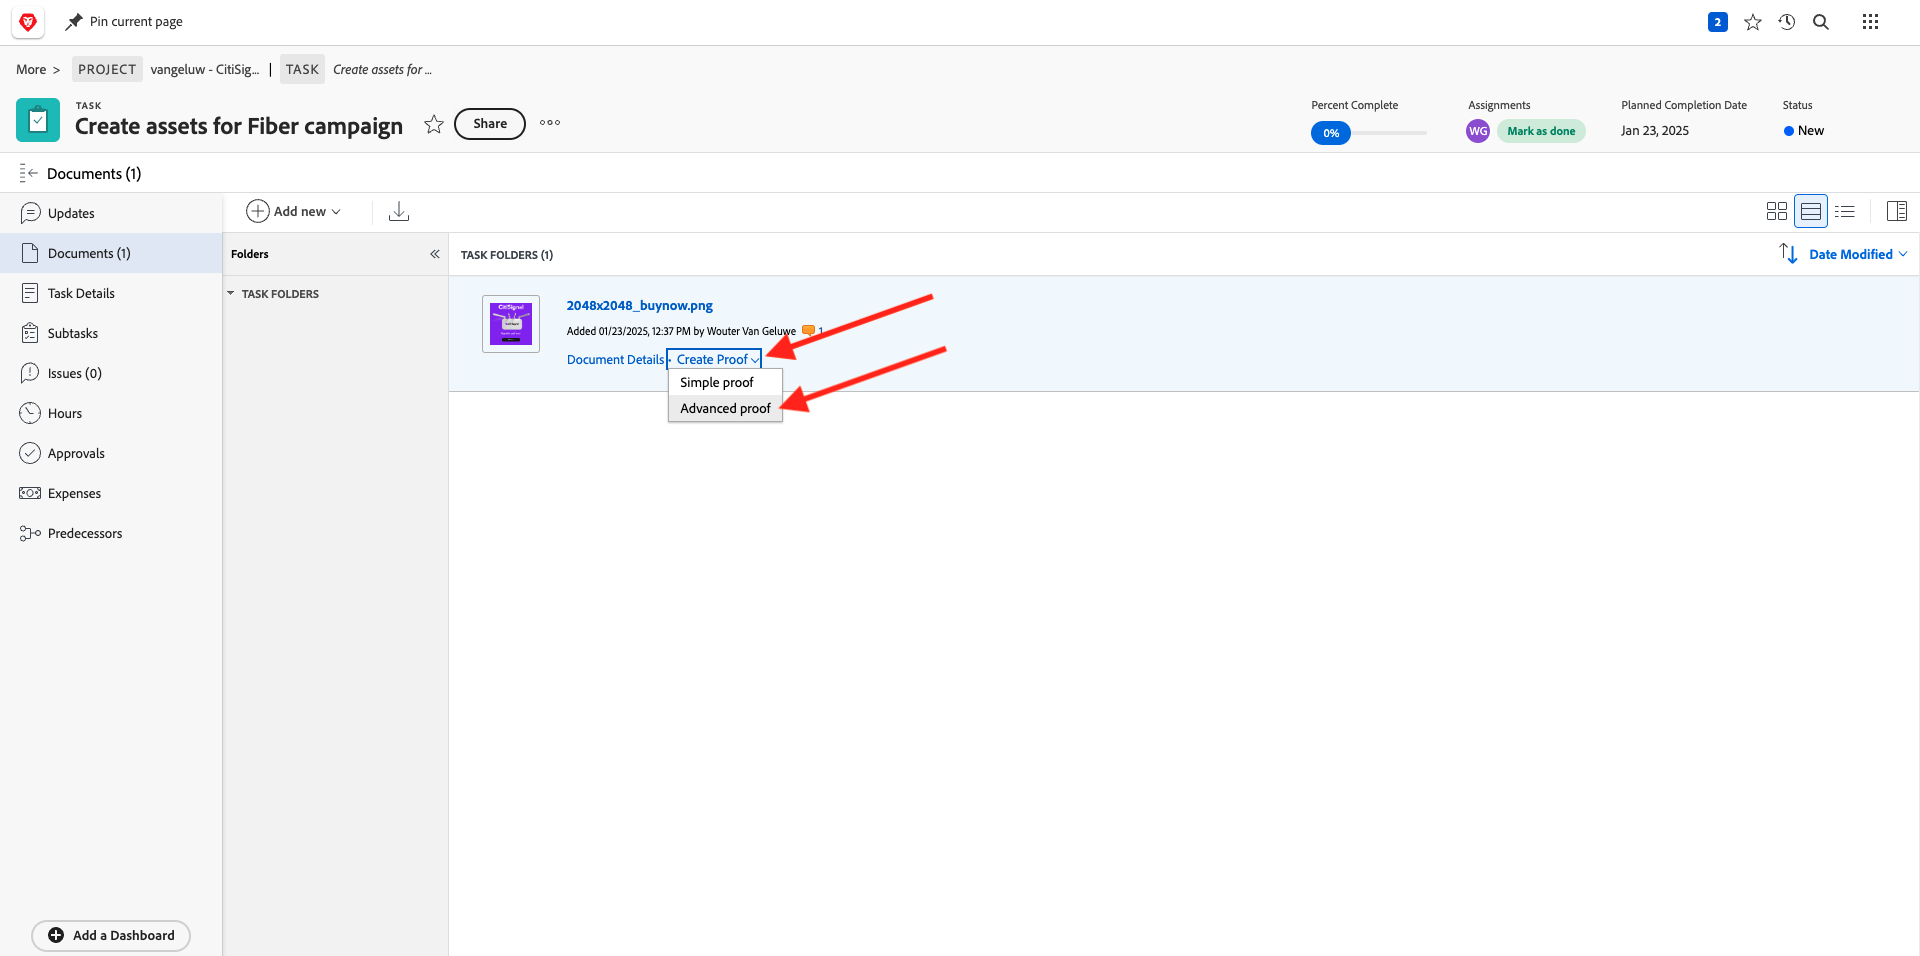 Pin current page
2
More >
PROJECT
vangeluw - CitiSig...
|
TASK
Create assets for ...
TASK
Create assets for Fiber campaign
Share
Percent Complete
0%
Assignments
WG
Mark as done
Planned Completion Date
Jan 23, 2025
Status
New
Documents (1)
Updates
Documents (1)
Task Details
Subtasks
Issues (0)
Hours
Approvals
Expenses
Predecessors
Add a Dashboard
Add new
Folders
TASK FOLDERS
TASK FOLDERS (1)
Date Modified
CitiSignal
2048x2048_buynow.png
Added 01/23/2025, 12:37 PM by Wouter Van Geluwe
1
Document Details · Create Proof
Simple proof
Advanced proof